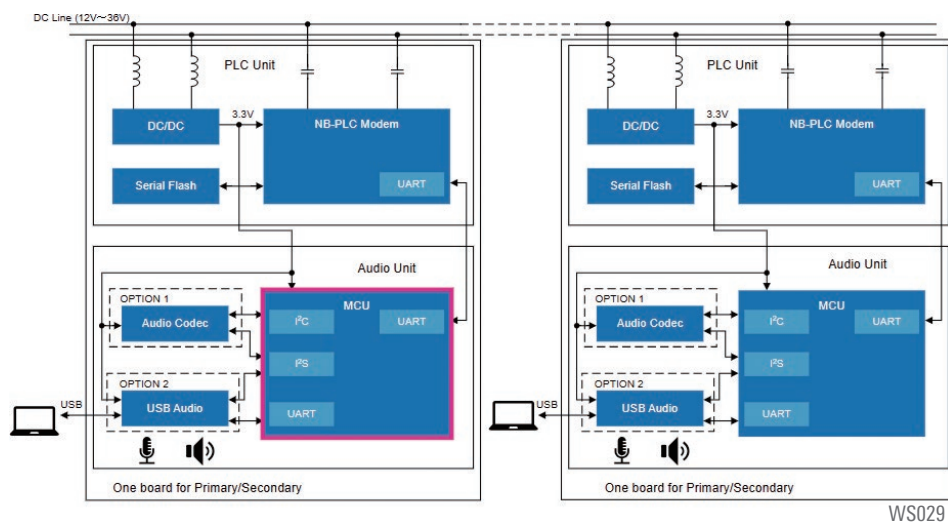 DC Line (12V～36V)
PLC Unit
DC/DC
3.3V
NB-PLC Modem
Serial Flash
UART
Audio Unit
OPTION 1
Audio Codec
MCU
I²C
UART
I²S
OPTION 2
USB Audio
UART
USB
One board for Primary/Secondary
PLC Unit
DC/DC
3.3V
NB-PLC Modem
Serial Flash
UART
Audio Unit
OPTION 1
Audio Codec
MCU
I²C
UART
I²S
OPTION 2
USB Audio
UART
USB
One board for Primary/Secondary
WS029